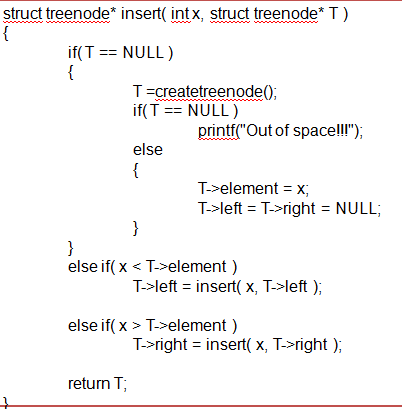 struct treenode* insert( int x, struct treenode* T )
{
if(T == NULL )
{
T =createtreenode();
if(T == NULL )
printf("Out of space!!!");
else
{
T->element = x;
T->left = T->right = NULL;
}
}
else if( x < T->element )
T->left = insert( x, T->left );
else if( x > T->element )
T->right = insert( x, T->right );
return T;
}